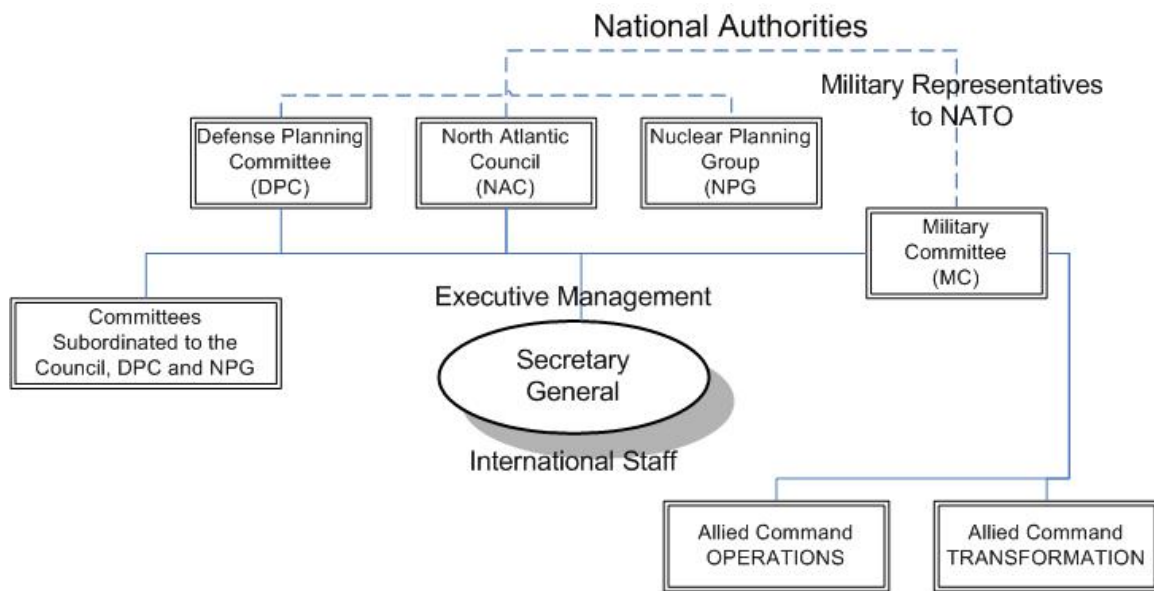 National Authorities
Military Representatives
to NATO
Defense Planning
Committee
(DPC)
North Atlantic
Council
(NAC)
Nuclear Planning
Group
(NPG
Military
Committee
(MC)
Committees
Subordinated to the
Council, DPC and NPG
Executive Management
Secretary
General
International Staff
Allied Command
OPERATIONS
Allied Command
TRANSFORMATION